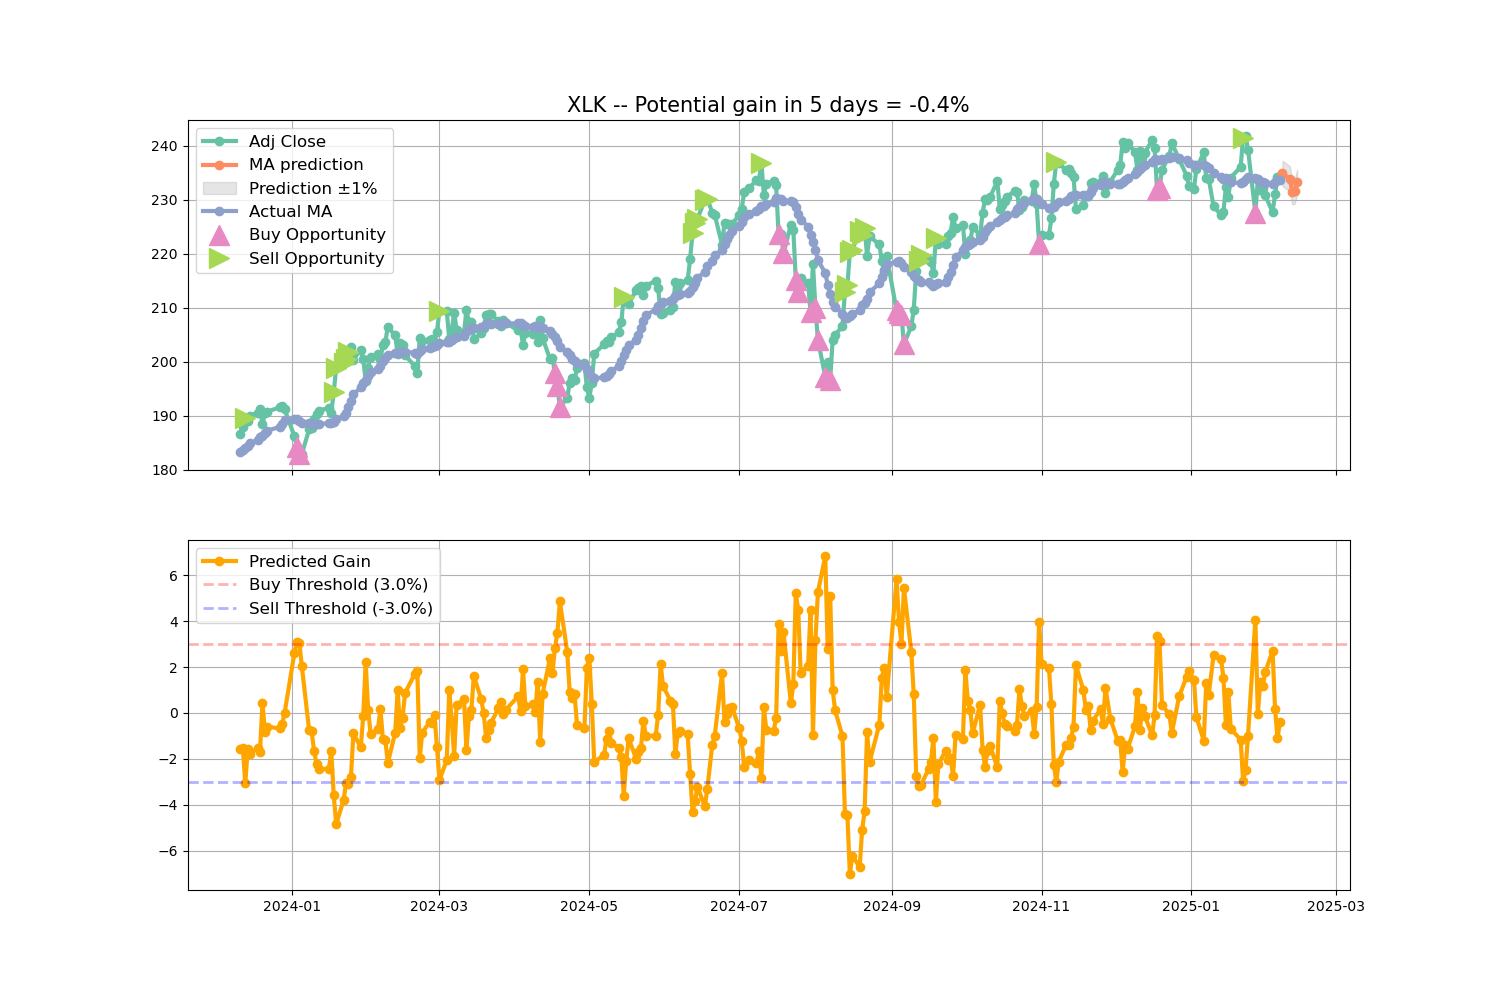 XLK -- Potential gain in 5 days = -0.4%
240
230
220
210
200
190
180
Adj Close
MA prediction
Prediction ±1%
Actual MA
Buy Opportunity
Sell Opportunity
6
4
2
0
−2
−4
−6
Predicted Gain
Buy Threshold (3.0%)
Sell Threshold (-3.0%)
2024-01
2024-03
2024-05
2024-07
2024-09
2024-11
2025-01
2025-03